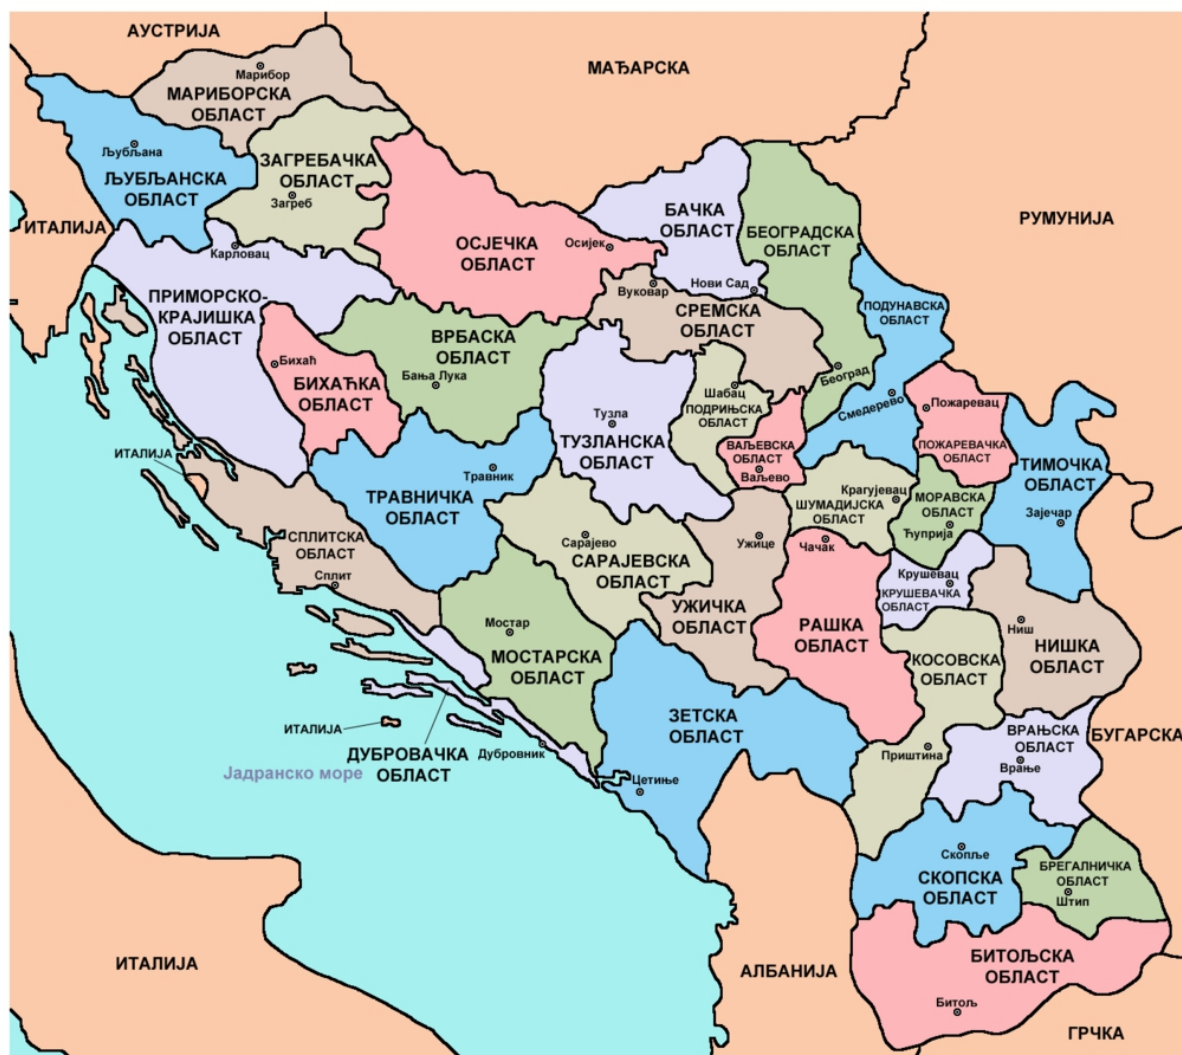 АУСТРИЈА
МАЂАРСКА
Марибор
МАРИБОРСКА
ОБЛАСТ
Љубљана
ЉУБЉАНСКА
ОБЛАСТ
ЗАГРЕБАЧКА
ОБЛАСТ
Загреб
ИТАЛИЈА
Карловац
ОСЈЕЧКА
ОБЛАСТ
Осијек
БАЧКА
ОБЛАСТ
Нови Сад
БЕОГРАДСКА
ОБЛАСТ
РУМУНИЈА
ПРИМОРСКО-
КРАЈИШКА
ОБЛАСТ
Вуковар
СРЕМСКА
ОБЛАСТ
ПОДУНАВСКА
ОБЛАСТ
ВРБАСКА
ОБЛАСТ
Бања Лука
Бихаћ
БИХАЋКА
ОБЛАСТ
Београд
Шабац
ПОДРИЊСКА
ОБЛАСТ
Смедерево
Пожаревац
ПОЖАРЕВАЧКА
ОБЛАСТ
Тузла
ТУЗЛАНСКА
ОБЛАСТ
ВАЉЕВСКА
ОБЛАСТ
Ваљево
ТИМОЧКА
ОБЛАСТ
Зајечар
ИТАЛИЈА
Травник
ТРАВНИЧКА
ОБЛАСТ
Крагујевац
ШУМАДИЈСКА
ОБЛАСТ
МОРАВСКА
ОБЛАСТ
Ћуприја
СПЛИТСКА
ОБЛАСТ
Сплит
Сарајево
САРАЈЕВСКА
ОБЛАСТ
Ужице
УЖИЧКА
ОБЛАСТ
Чачак
РАШКА
ОБЛАСТ
Крушевац
КРУШЕВАЧКА
ОБЛАСТ
Ниш
НИШКА
ОБЛАСТ
Мостар
МОСТАРСКА
ОБЛАСТ
КОСОВСКА
ОБЛАСТ
Приштина
ЗЕТСКА
ОБЛАСТ
Цетиње
ИТАЛИЈА
ДУБРОВАЧКА
ОБЛАСТ
Дубровник
Јадранско море
ВРАЊСКА
ОБЛАСТ
Врање
БУГАРСКА
Скопље
СКОПСКА
ОБЛАСТ
БРЕГАЛНИЧКА
ОБЛАСТ
Штип
ИТАЛИЈА
АЛБАНИЈА
БИТОЉСКА
ОБЛАСТ
Битољ
ГРЧКА